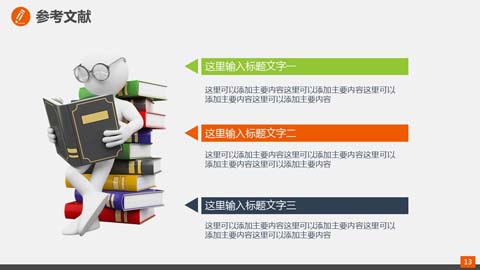 参考文献
这里输入标题文字一
这里可以添加主要内容这里可以添加主要内容这里可以
添加主要内容这里可以添加主要内容
这里输入标题文字二
这里可以添加主要内容这里可以添加主要内容这里可以
添加主要内容这里可以添加主要内容
这里输入标题文字三
这里可以添加主要内容这里可以添加主要内容这里可以
添加主要内容这里可以添加主要内容
13